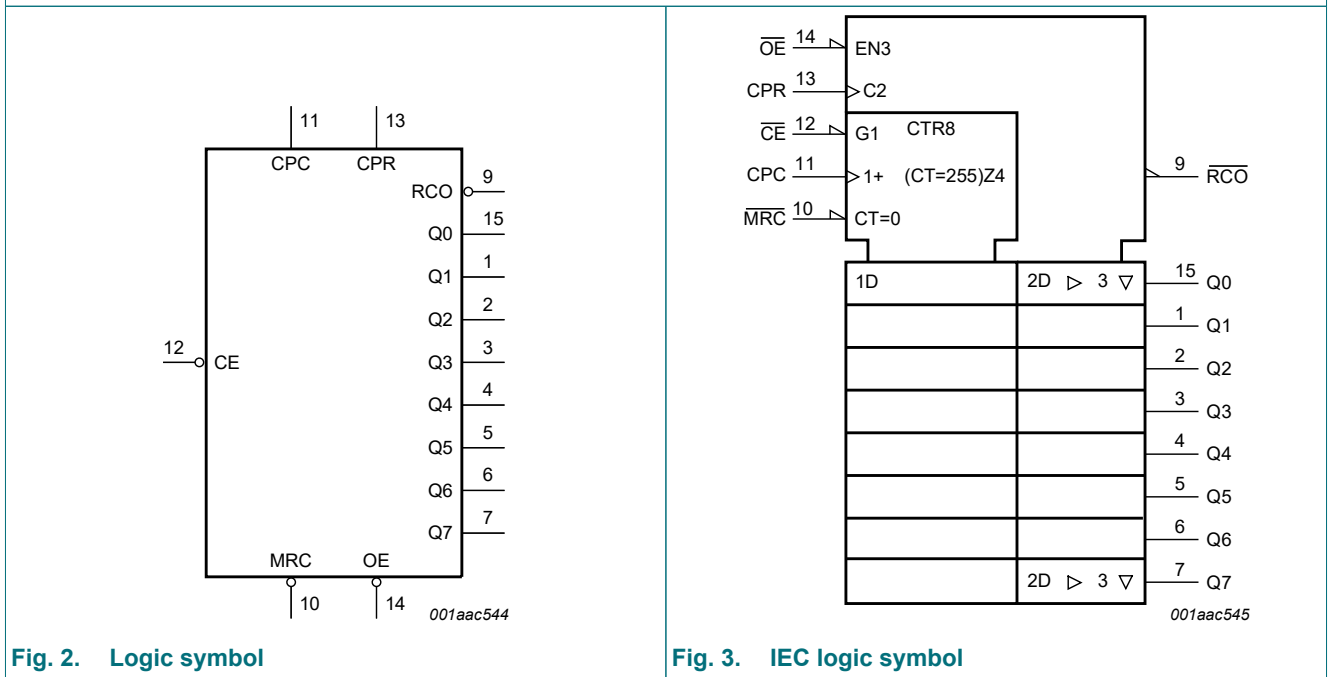 11
13
CPC
CPR
RCO
9
Q0
15
Q1
1
Q2
2
12
CE
Q3
3
Q4
4
Q5
5
Q6
6
Q7
7
MRC
OE
10
14
001aac544
Fig. 2. Logic symbol
OE 14 EN3
CPR 13 C2
CE 12 G1 CTR8
CPC 11 1+ (CT=255)Z4
MRC 10 CT=0
9 RCO
1D 2D ▷ 3 ▽ 15 Q0
1 Q1
2 Q2
3 Q3
4 Q4
5 Q5
6 Q6
2D ▷ 3 ▽ 7 Q7
001aac545
Fig. 3. IEC logic symbol